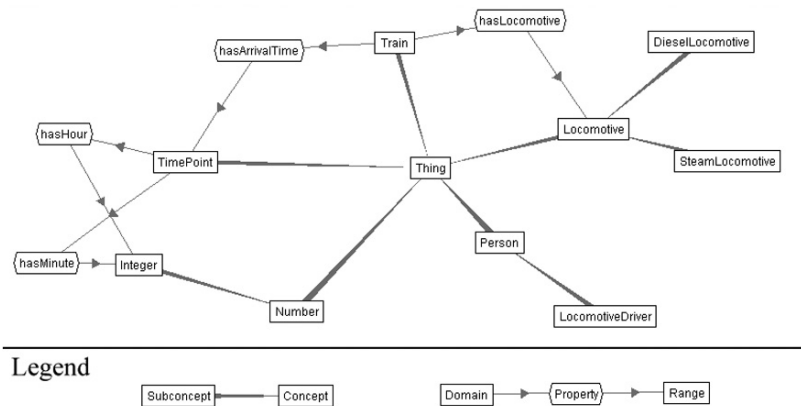 hasLocomotive
Train
DieselLocomotive
hasArrivalTime
hasHour
Locomotive
TimePoint
Thing
SteamLocomotive
Person
hasMinute
Integer
Number
LocomotiveDriver
Legend
Subconcept
Concept
Domain
Property
Range